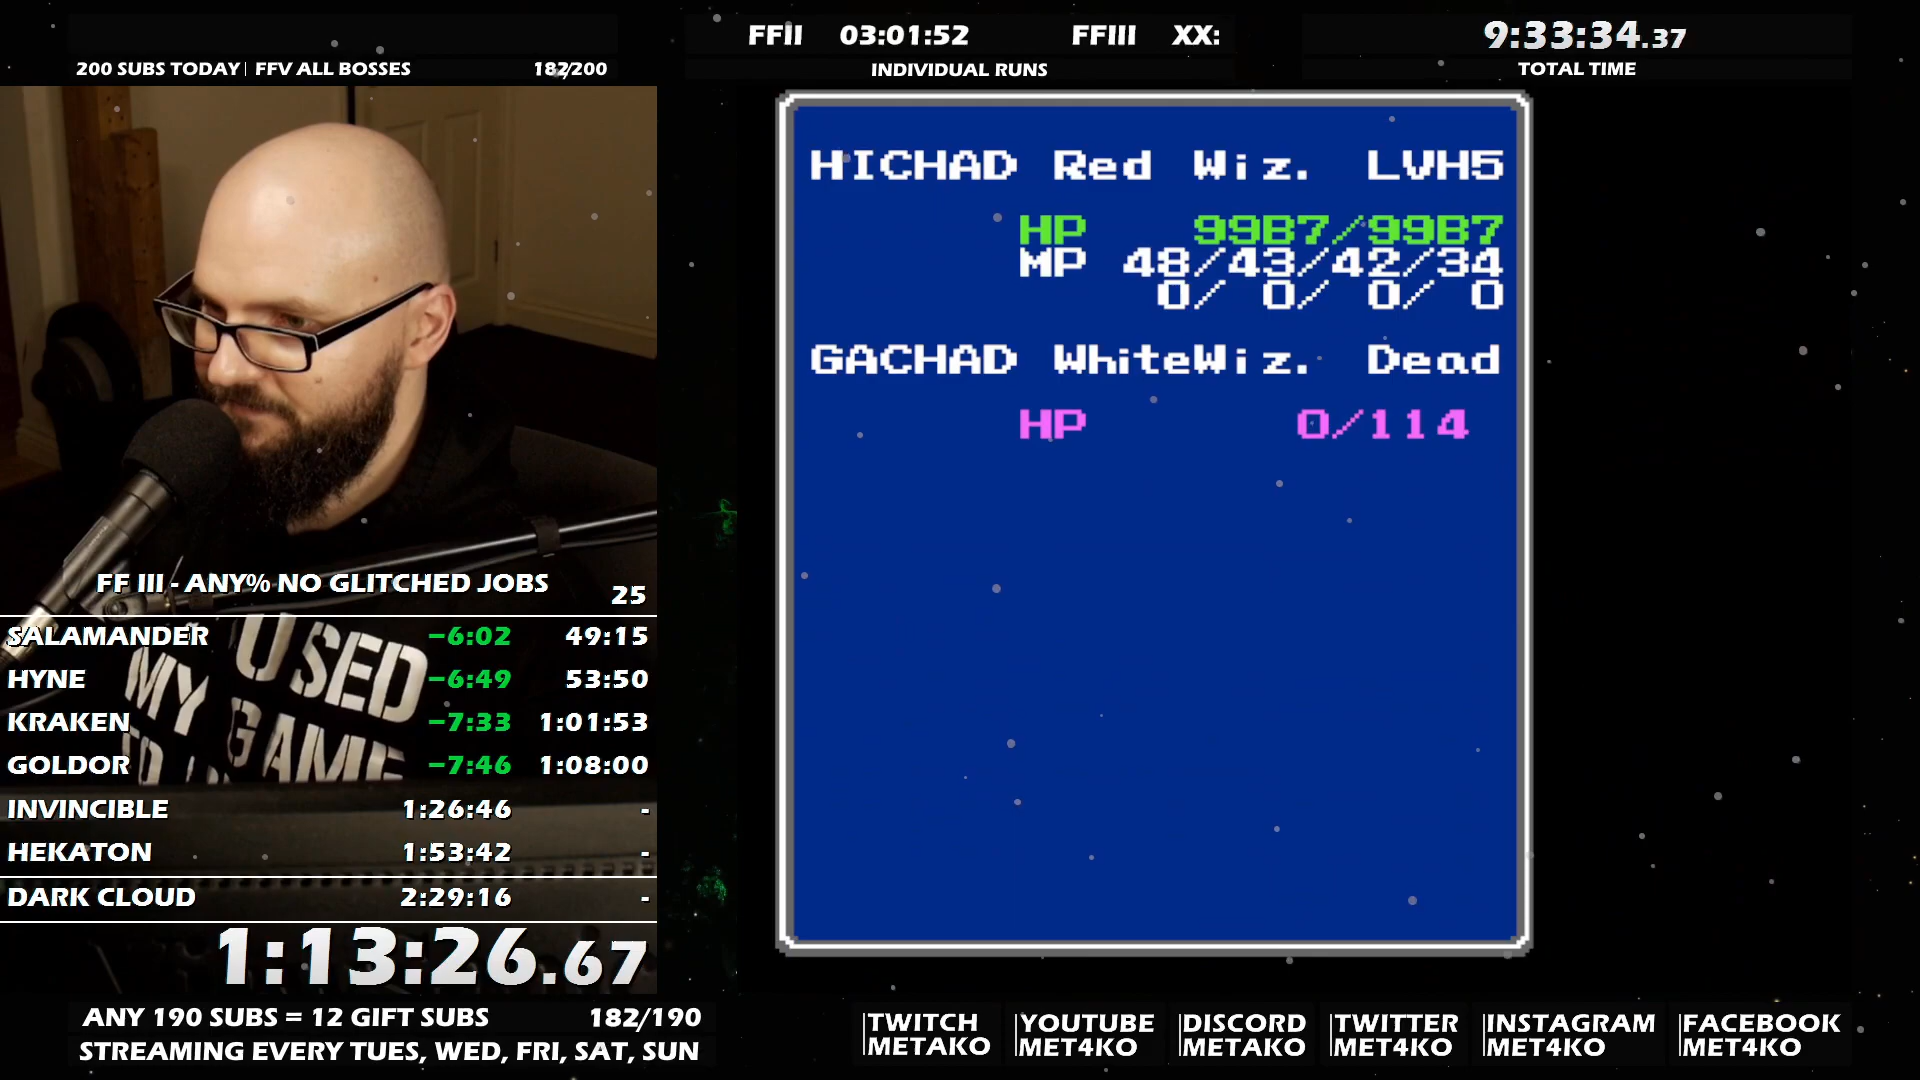 200 SUBS TODAY | FFV ALL BOSSES 182/200
FFII 03:01:52 FFIII XX:
INDIVIDUAL RUNS
9:33:34.37
TOTAL TIME
HICHAD Red Wiz. LVH5
HP 99B7/99B7
MP 48/43/42/34
0/ 0/ 0/ 0
GACHAD WhiteWiz. Dead
HP 0/114
USED
MY GAME
FF III - ANY% NO GLITCHED JOBS 25
SALAMANDER -6:02 49:15
HYNE -6:49 53:50
KRAKEN -7:33 1:01:53
GOLDOR -7:46 1:08:00
INVINCIBLE 1:26:46 -
HEKATON 1:53:42 -
DARK CLOUD 2:29:16 -
1:13:26.67
ANY 190 SUBS = 12 GIFT SUBS 182/190
STREAMING EVERY TUES, WED, FRI, SAT, SUN
TWITCH
METAKO
YOUTUBE
MET4KO
DISCORD
METAKO
TWITTER
MET4KO
INSTAGRAM
MET4KO
FACEBOOK
MET4KO